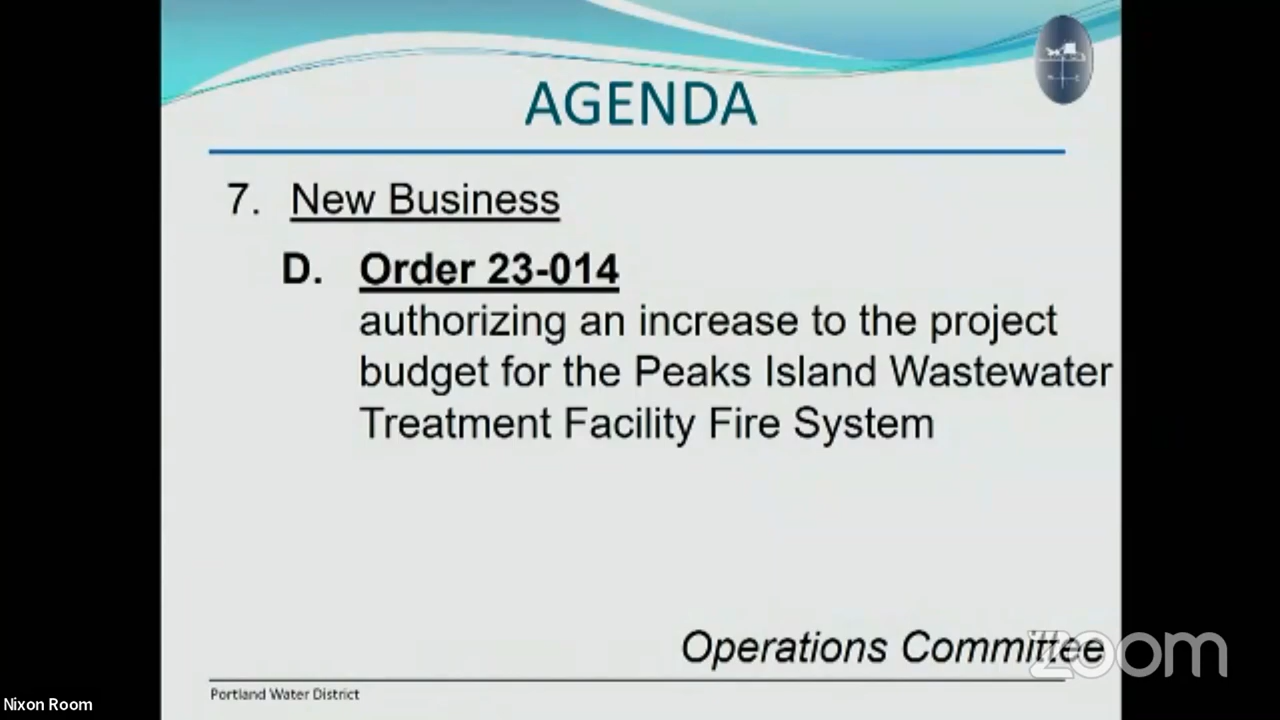 AGENDA
7. New Business
D. Order 23-014
authorizing an increase to the project
budget for the Peaks Island Wastewater
Treatment Facility Fire System
Operations Committee
zoom
Portland Water District
Nixon Room